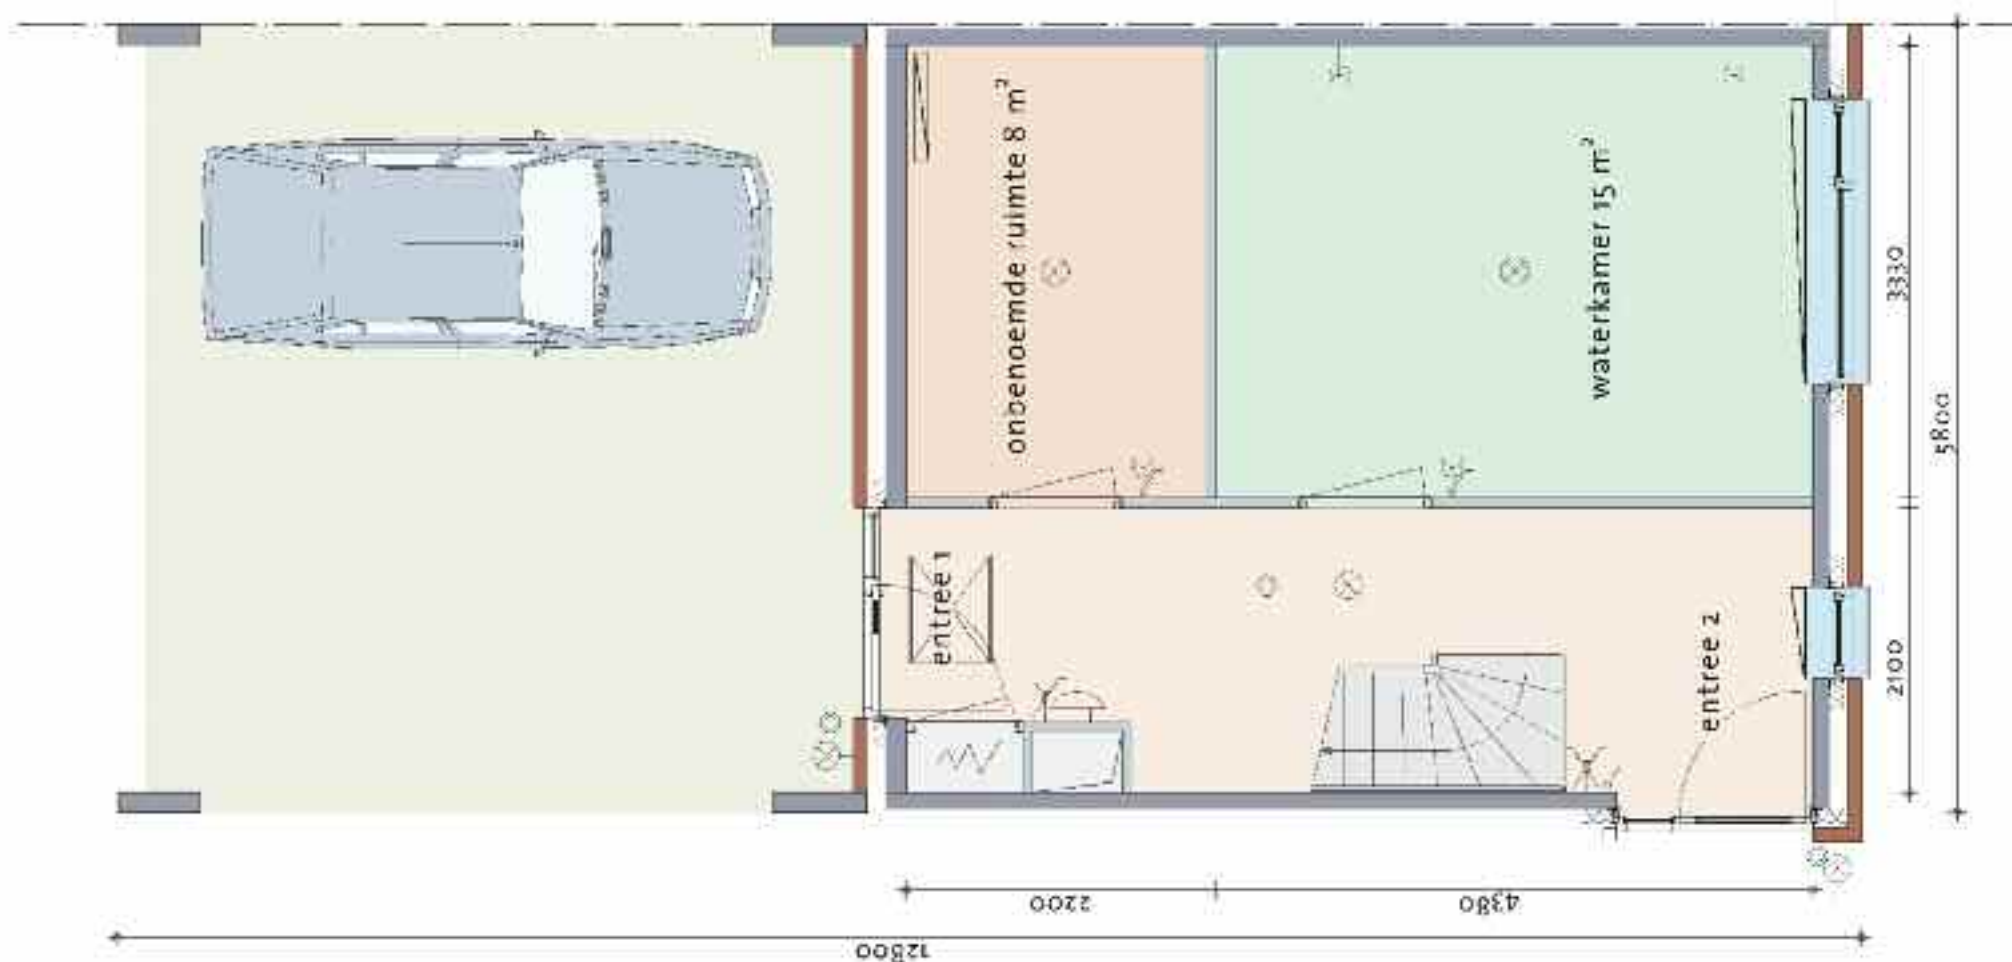 onbenoemde ruimte 8 m²
waterkamer 15 m²
entree 1
entree 2
3330
2100
5800
2200
4380
12800